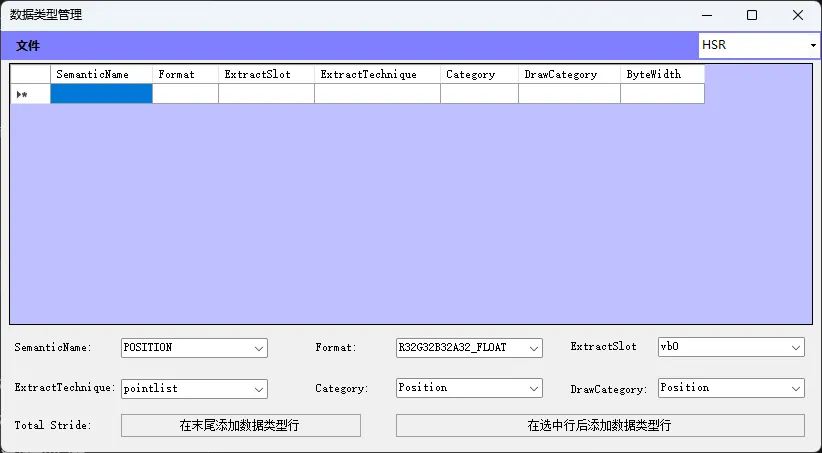 数据类型管理
文件 HSR
SemanticName Format ExtractSlot ExtractTechnique Category DrawCategory ByteWidth
SemanticName: POSITION Format: R32G32B32A32_FLOAT ExtractSlot vb0
ExtractTechnique: pointlist Category: Position DrawCategory: Position
Total Stride: 在末尾添加数据类型行 在选中行后添加数据类型行